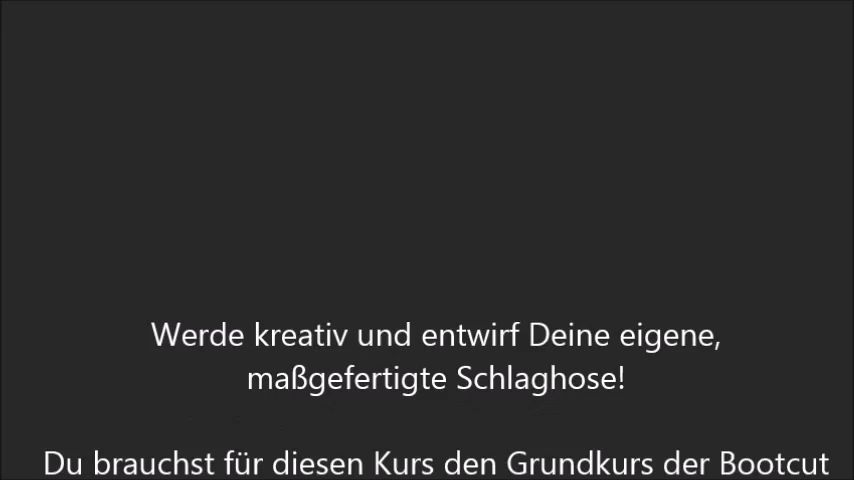 Werde kreativ und entwirf Deine eigene,
maßgefertigte Schlaghose!
Du brauchst für diesen Kurs den Grundkurs der Bootcut